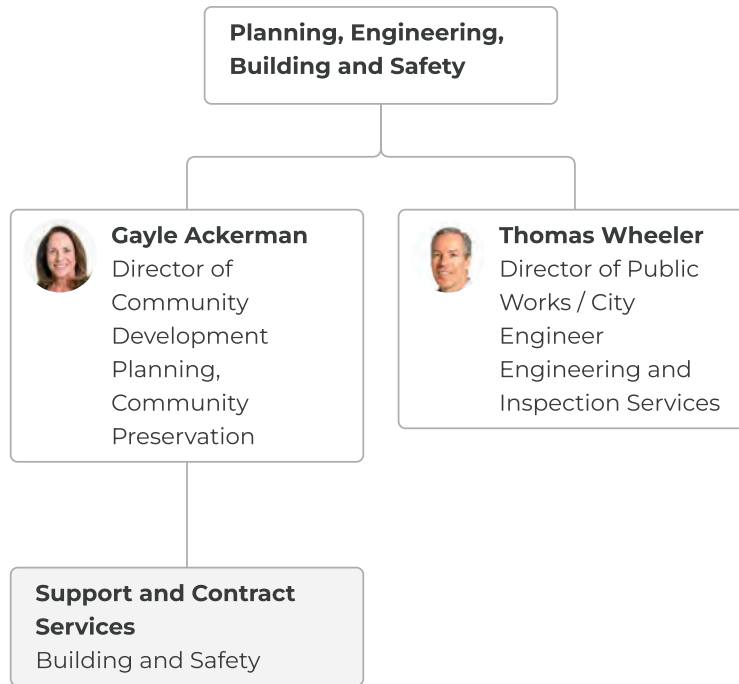 Planning, Engineering,
Building and Safety
Gayle Ackerman
Director of
Community
Development
Planning,
Community
Preservation
Thomas Wheeler
Director of Public
Works / City
Engineer
Engineering and
Inspection Services
Support and Contract
Services
Building and Safety